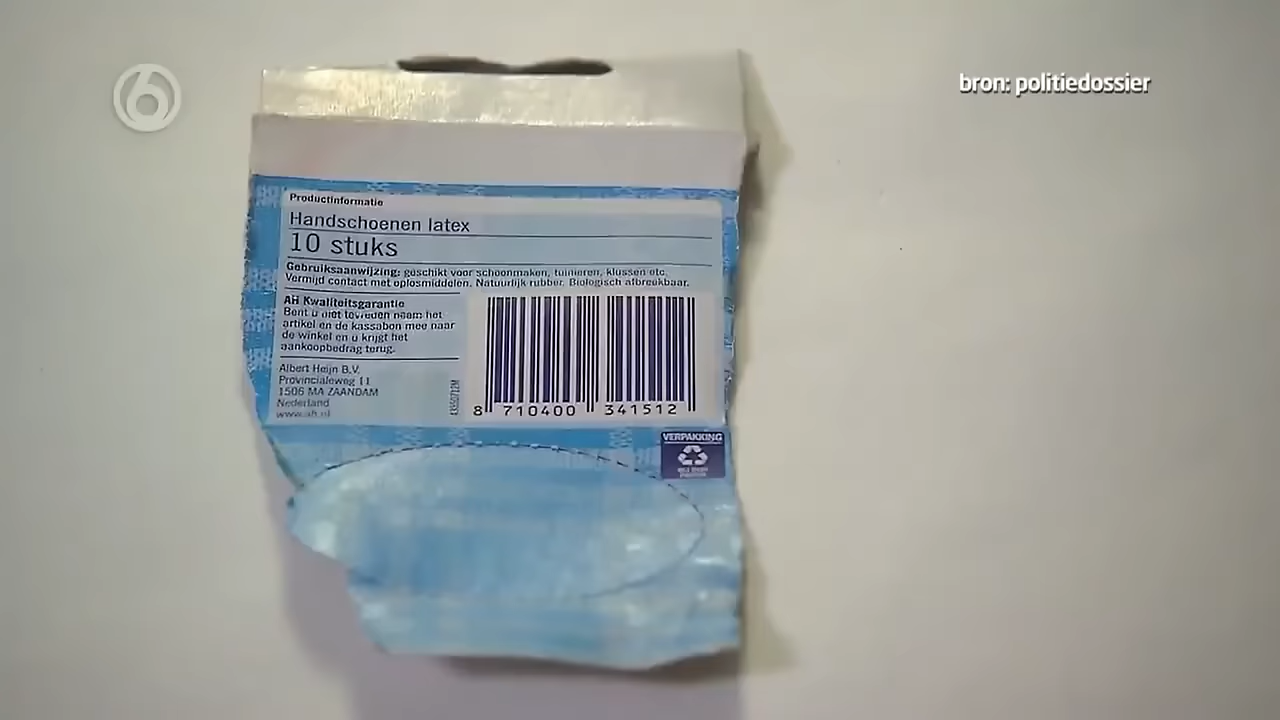 6
bron: politiedossier
Productinformatie
Handschoenen latex
10 stuks
Gebruiksaanwijzing: geschikt voor schoonmaken, tuinieren, klussen etc.
Vermijd contact met oplosmiddelen. Natuurlijk rubber. Biologisch afbreekbaar.
AH Kwaliteitsgarantie
Bent u niet tevreden neem het
artikel en de kassabon mee naar
de winkel en u krijgt het
aankoopbedrag terug.
Albert Heijn B.V.
Provincialeweg 11
1506 MA ZAANDAM
Nederland
www.ah.nl
8 710400 341512
VERPAKKING